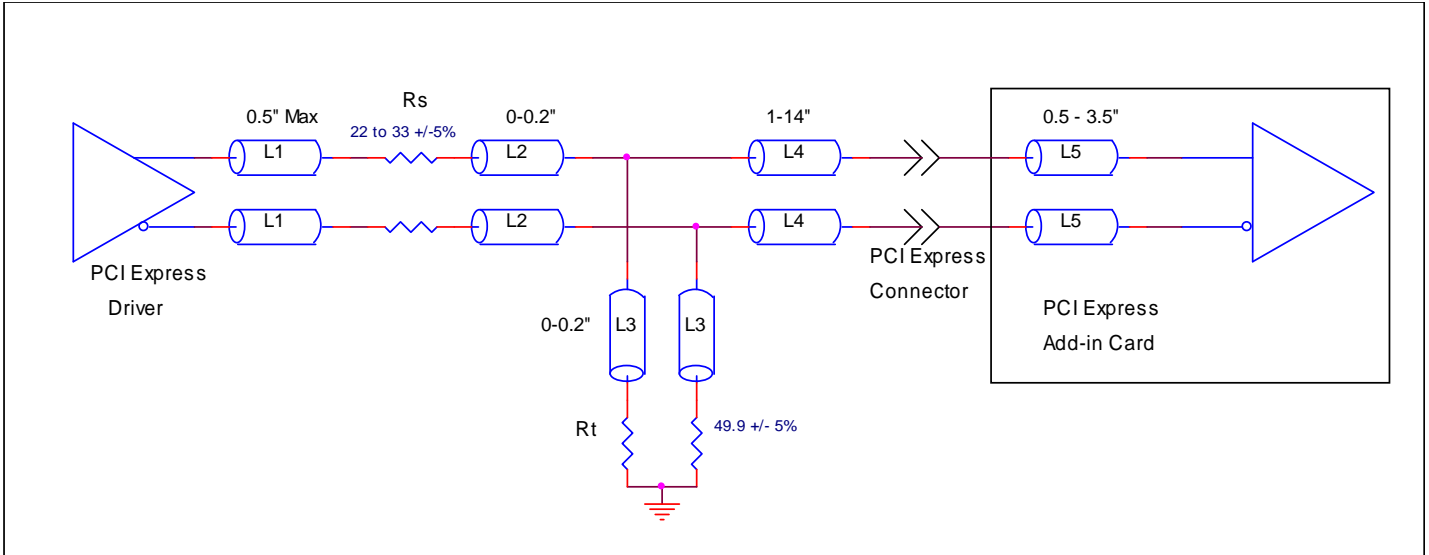 0.5" Max
Rs
22 to 33 +/-5%
0-0.2"
1-14"
0.5 - 3.5"
L1
L2
L4
L5
L1
L2
L4
L5
PCI Express
Driver
PCI Express
Connector
PCI Express
Add-in Card
0-0.2"
L3
L3
Rt
49.9 +/- 5%